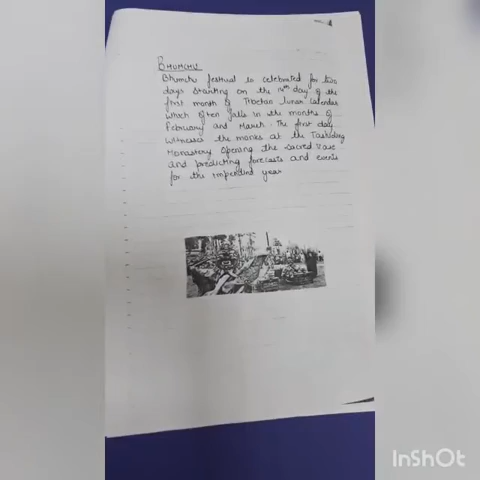 BHUMCHU
Bhumchu festival is celebrated for two
days starting on the 14th day of the
first month of Tibetan lunar calendar
which often falls in the months of
February and March. The first day
witnesses the monks at the Tashiding
Monastery opening the sacred vase
and predicting forecasts and events
for the impending year
InShOt